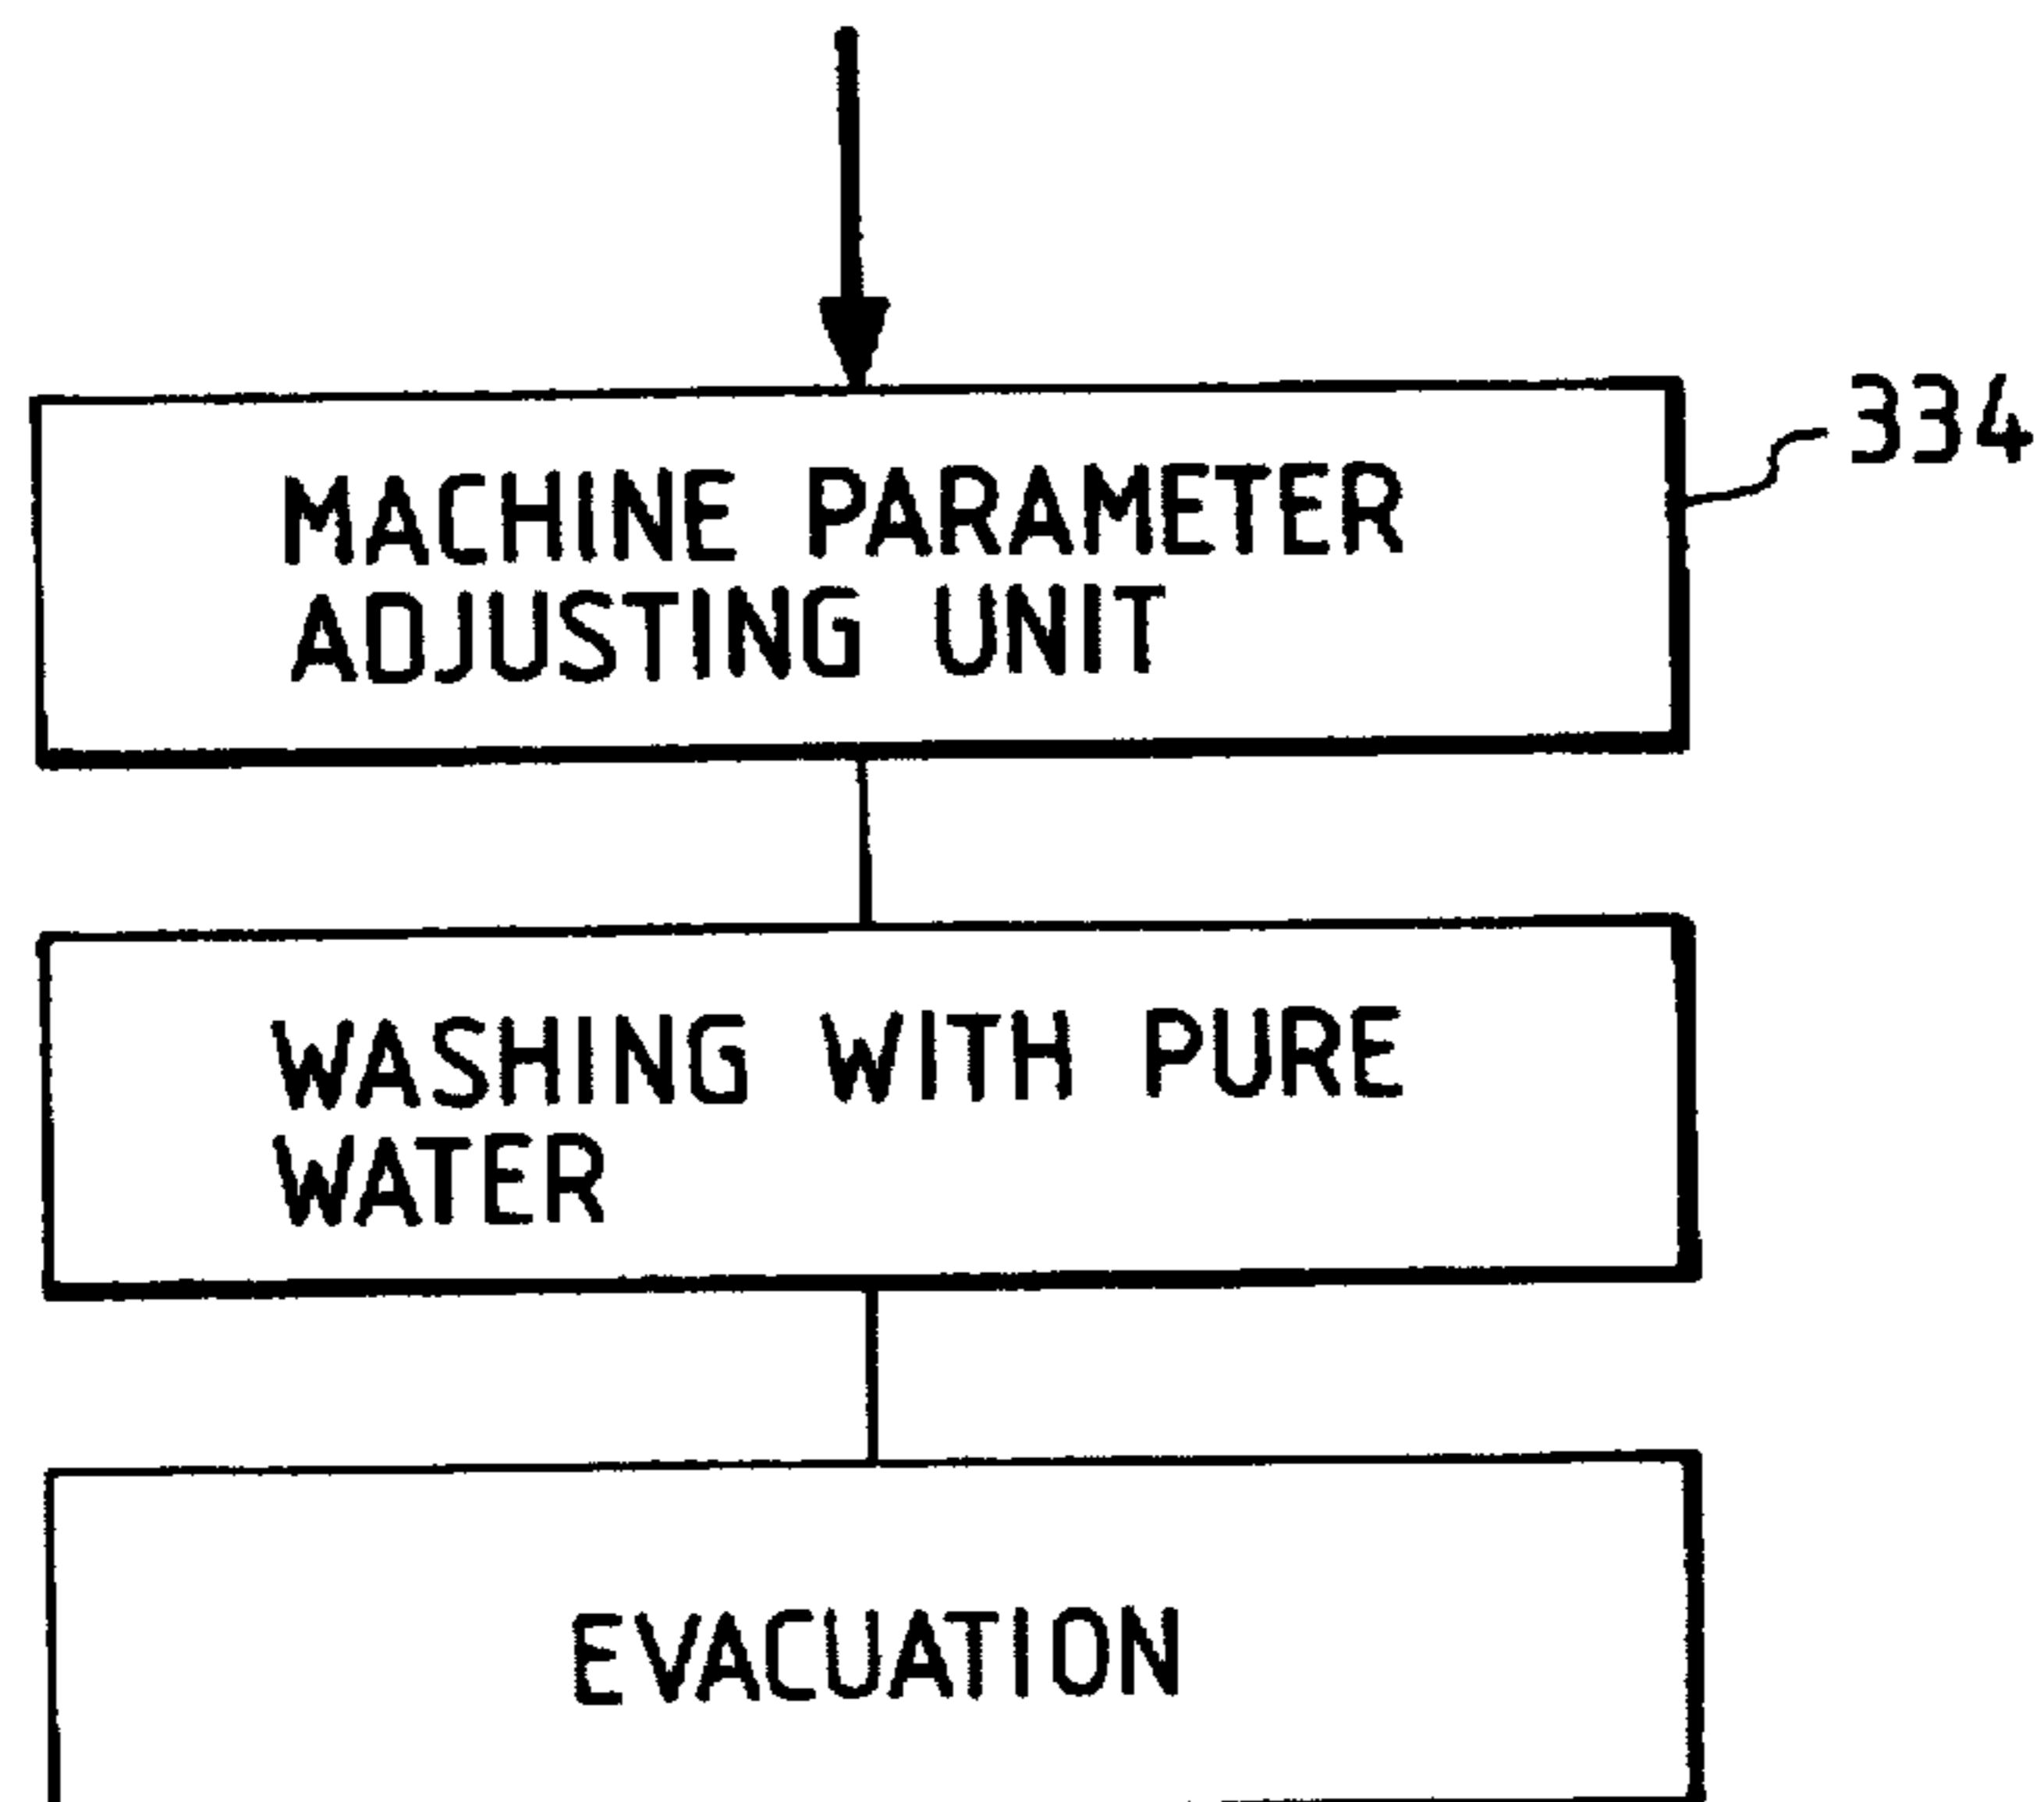 334
MACHINE PARAMETER
ADJUSTING UNIT
WASHING WITH PURE
WATER
EVACUATION